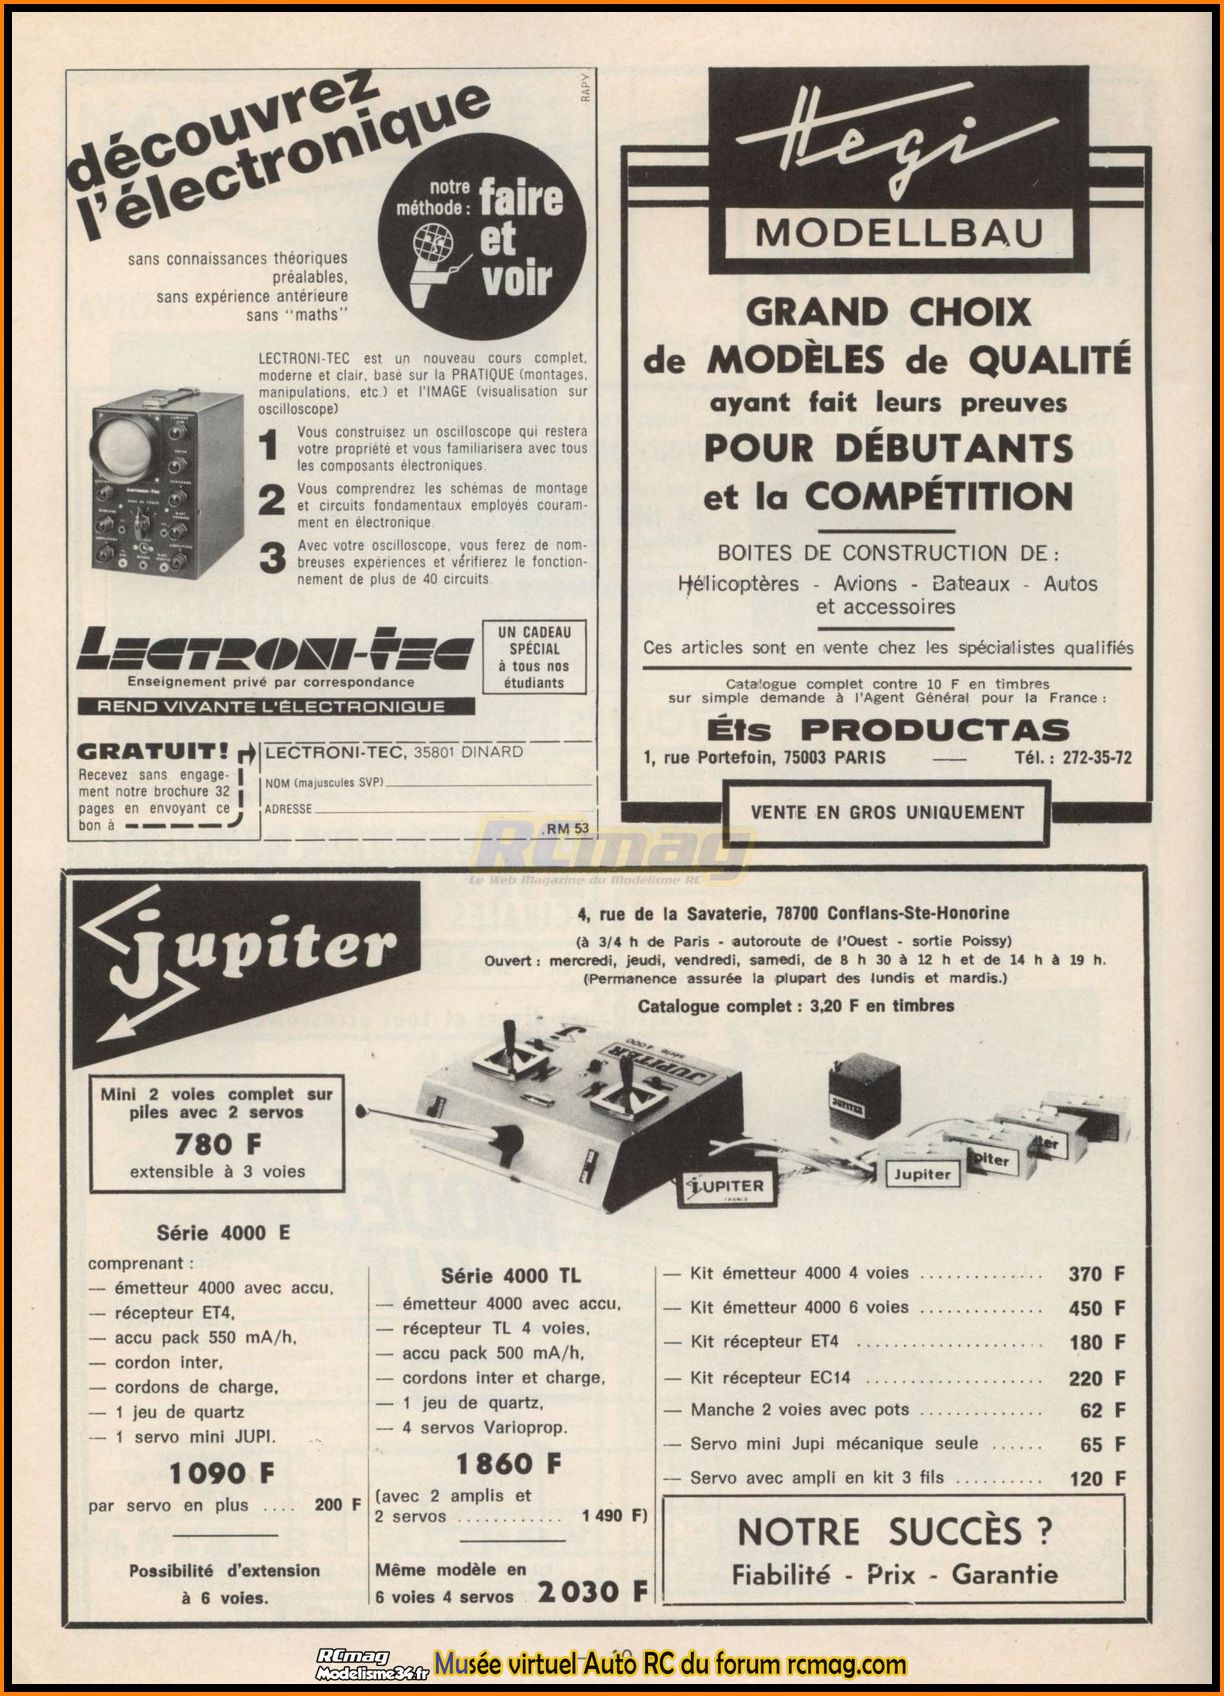 découvrez
l'électronique
RAPY
notre
méthode :
faire
et
voir
sans connaissances théoriques
préalables,
sans expérience antérieure
sans "maths"
LECTRONI-TEC est un nouveau cours complet,
moderne et clair, basé sur la PRATIQUE (montages,
manipulations, etc.) et l'IMAGE (visualisation sur
oscilloscope)
1 Vous construisez un oscilloscope qui restera
votre propriété et vous familiarisera avec tous
les composants électroniques.
2 Vous comprendrez les schémas de montage
et circuits fondamentaux employés couram-
ment en électronique.
3 Avec votre oscilloscope, vous ferez de nom-
breuses expériences et vérifierez le fonction-
nement de plus de 40 circuits.
LECTRONI-TEC
Enseignement privé par correspondance
REND VIVANTE L'ÉLECTRONIQUE
UN CADEAU
SPÉCIAL
à tous nos
étudiants
GRATUIT!
Recevez sans engage-
ment notre brochure 32
pages en envoyant ce
bon à
LECTRONI-TEC, 35801 DINARD
NOM (majuscules SVP)
ADRESSE
RM 53
Hegi
MODELLBAU
GRAND CHOIX
de MODÈLES de QUALITÉ
ayant fait leurs preuves
POUR DÉBUTANTS
et la COMPÉTITION
BOITES DE CONSTRUCTION DE :
Hélicoptères - Avions - Bateaux - Autos
et accessoires
Ces articles sont en vente chez les spécialistes qualifiés
Catalogue complet contre 10 F en timbres
sur simple demande à l'Agent Général pour la France :
Éts PRODUCTAS
1, rue Portefoin, 75003 PARIS — Tél. : 272-35-72
VENTE EN GROS UNIQUEMENT
RCmag
Le Web Magazine du Modélisme RC
jupiter
4, rue de la Savaterie, 78700 Conflans-Ste-Honorine
(à 3/4 h de Paris - autoroute de l'Ouest - sortie Poissy)
Ouvert : mercredi, jeudi, vendredi, samedi, de 8 h 30 à 12 h et de 14 h à 19 h.
(Permanence assurée la plupart des lundis et mardis.)
Catalogue complet : 3,20 F en timbres
Mini 2 voies complet sur
piles avec 2 servos
780 F
extensible à 3 voies
JUPITER
série 4000
JUPITER
JUPITER
FRANCE
Jupiter
piter
iter
Série 4000 E
comprenant :
— émetteur 4000 avec accu,
— récepteur ET4,
— accu pack 550 mA/h,
— cordon inter,
— cordons de charge,
— 1 jeu de quartz
— 1 servo mini JUPI.
1090 F
par servo en plus .... 200 F
Possibilité d'extension
à 6 voies.
Série 4000 TL
— émetteur 4000 avec accu,
— récepteur TL 4 voies,
— accu pack 500 mA/h,
— cordons inter et charge,
— 1 jeu de quartz,
— 4 servos Varioprop.
1860 F
(avec 2 amplis et
2 servos ............ 1 490 F)
Même modèle en
6 voies 4 servos 2030 F
— Kit émetteur 4000 4 voies .............. 370 F
— Kit émetteur 4000 6 voies .............. 450 F
— Kit récepteur ET4 ..................... 180 F
— Kit récepteur EC14 .................... 220 F
— Manche 2 voies avec pots .............. 62 F
— Servo mini Jupi mécanique seule ...... 65 F
— Servo avec ampli en kit 3 fils .......... 120 F
NOTRE SUCCÈS ?
Fiabilité - Prix - Garantie
RCmag
Modelisme34.fr
Musée virtuel Auto RC du forum rcmag.com